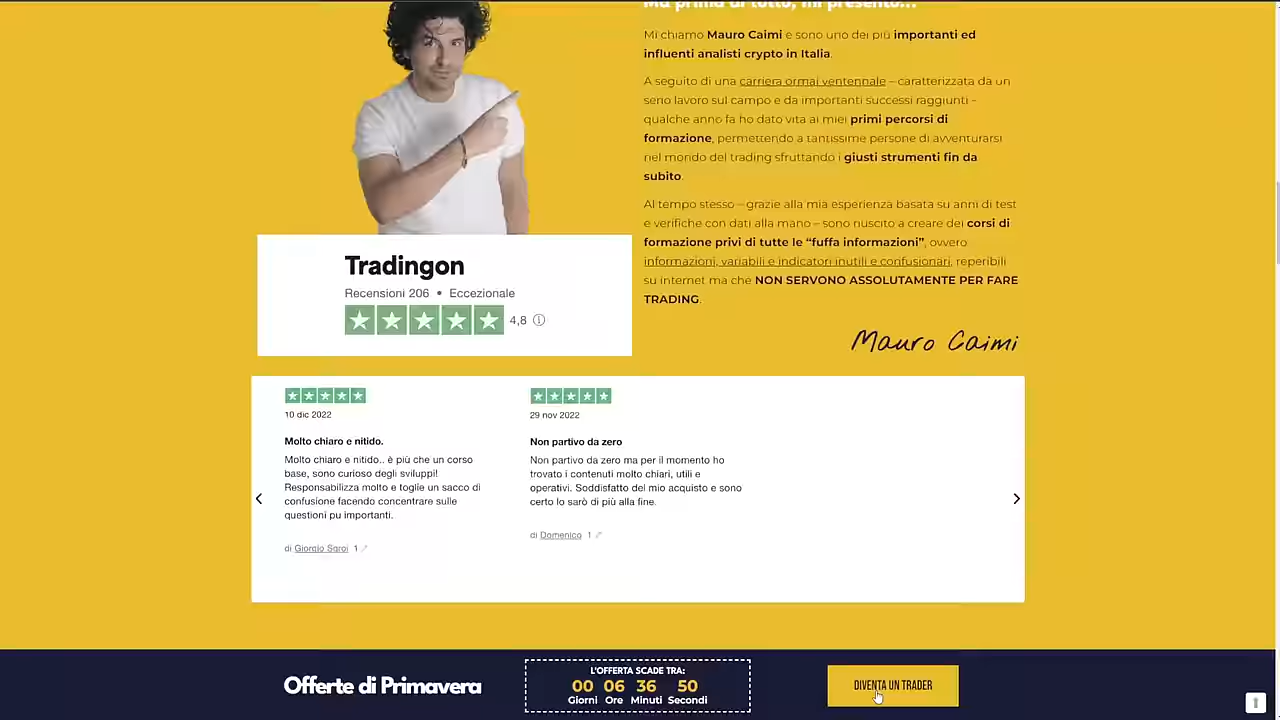 Ma prima di tutto, mi presento...
Mi chiamo Mauro Caimi e sono uno dei più importanti ed
influenti analisti crypto in Italia.
A seguito di una carriera ormai ventennale – caratterizzata da un
serio lavoro sul campo e da importanti successi raggiunti –
qualche anno fa ho dato vita ai miei primi percorsi di
formazione, permettendo a tantissime persone di avventurarsi
nel mondo del trading sfruttando i giusti strumenti fin da
subito.
Al tempo stesso – grazie alla mia esperienza basata su anni di test
e verifiche con dati alla mano – sono riuscito a creare dei corsi di
formazione privi di tutte le “fuffa informazioni”, ovvero
informazioni, variabili e indicatori inutili e confusionari, reperibili
su internet ma che NON SERVONO ASSOLUTAMENTE PER FARE
TRADING.
Mauro Caimi
Tradingon
Recensioni 206 • Eccezionale
4,8
10 dic 2022
Molto chiaro e nitido.
Molto chiaro e nitido.. è più che un corso
base, sono curioso degli sviluppi!
Responsabilizza molto e toglie un sacco di
confusione facendo concentrare sulle
questioni pu importanti.
di Giorgio Saroi 1
29 nov 2022
Non partivo da zero
Non partivo da zero ma per il momento ho
trovato i contenuti molto chiari, utili e
operativi. Soddisfatto del mio acquisto e sono
certo lo sarò di più alla fine.
di Domenico 1
Offerte di Primavera
L'OFFERTA SCADE TRA:
00 06 36 50
Giorni Ore Minuti Secondi
DIVENTA UN TRADER